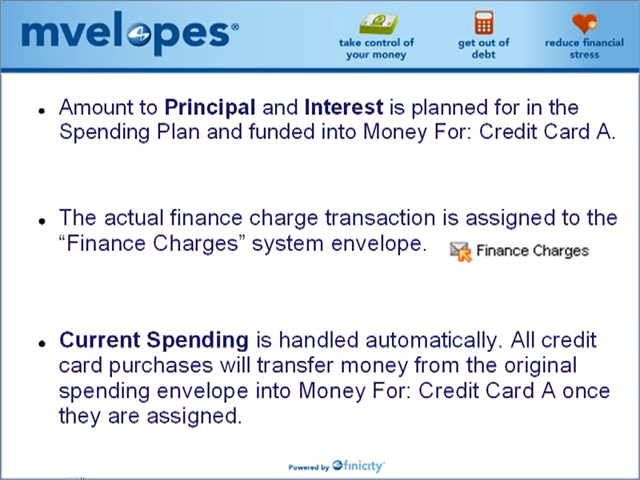 mvelopes®
take control of
your money
get out of
debt
reduce financial
stress
• Amount to Principal and Interest is planned for in the
Spending Plan and funded into Money For: Credit Card A.
• The actual finance charge transaction is assigned to the
“Finance Charges” system envelope.
Finance Charges
• Current Spending is handled automatically. All credit
card purchases will transfer money from the original
spending envelope into Money For: Credit Card A once
they are assigned.
Powered by finicity